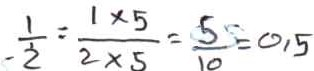 -1/2 = 1×5/2×5 = 5/10 = 0,5